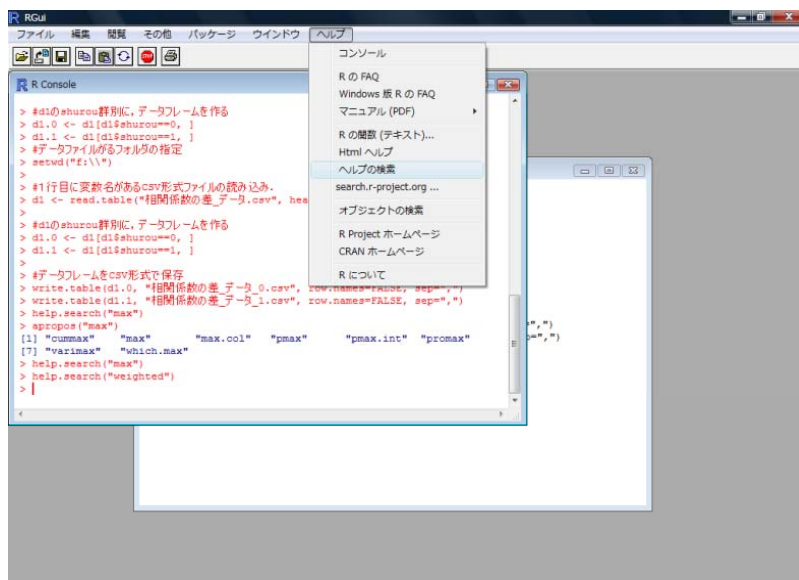 RGui
ファイル 編集 閲覧 その他 パッケージ ウインドウ ヘルプ
STOP
コンソール
R の FAQ
Windows 版 R の FAQ
マニュアル (PDF)
R の関数 (テキスト)...
Html ヘルプ
ヘルプの検索
search.r-project.org ...
オブジェクトの検索
R Project ホームページ
CRAN ホームページ
R について
R Console
> #d1のshurou群別に，データフレームを作る
> d1.0 <- d1[d1$shurou==0, ]
> d1.1 <- d1[d1$shurou==1, ]
> #データファイルがるフォルダの指定
> setwd("f:\\")
>
> #1行目に変数名があるCSV形式ファイルの読み込み.
> d1 <- read.table("相関係数の差_データ.csv", hea
>
> #d1のshurou群別に，データフレームを作る
> d1.0 <- d1[d1$shurou==0, ]
> d1.1 <- d1[d1$shurou==1, ]
>
> #データフレームをCSV形式で保存
> write.table(d1.0, "相関係数の差_データ_0.csv", row.names=FALSE, sep=",")
> write.table(d1.1, "相関係数の差_データ_1.csv", row.names=FALSE, sep=",")
> help.search("max")
> apropos("max")
[1] "cummax" "max" "max.col" "pmax" "pmax.int" "promax"
[7] "varimax" "which.max"
> help.search("max")
> help.search("weighted")
>
",")
=",")